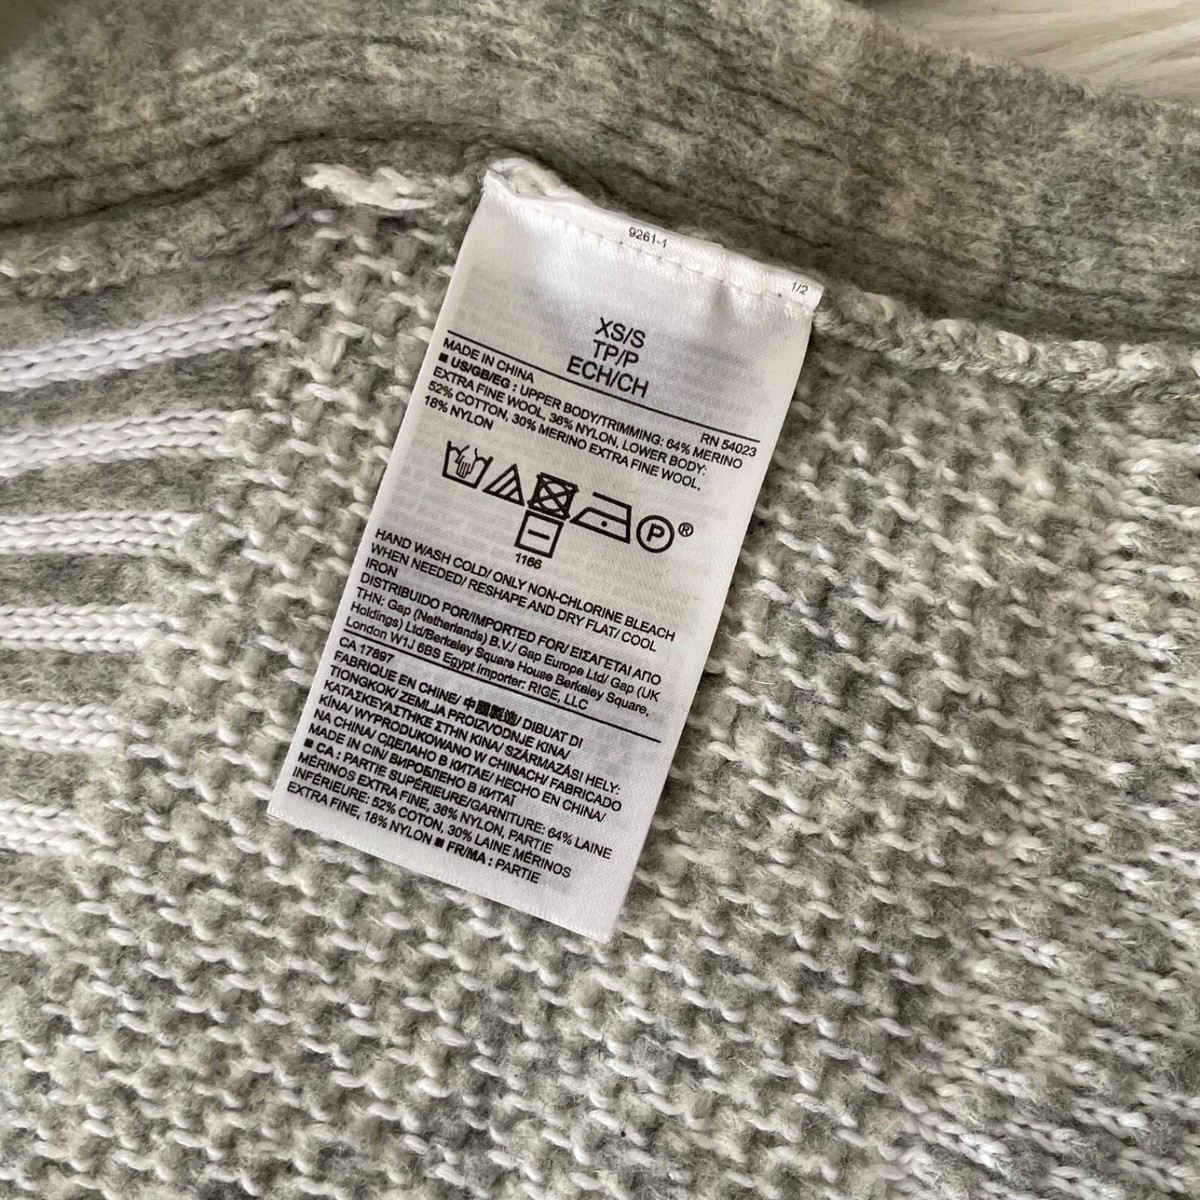 9261-1
1/2
XS/S
TP/P
ECH/CH
MADE IN CHINA
RN 54023
■ US/GB/EG : UPPER BODY/TRIMMING: 64% MERINO
EXTRA FINE WOOL, 36% NYLON, LOWER BODY:
52% COTTON, 30% MERINO EXTRA FINE WOOL,
18% NYLON
P ®
1166
HAND WASH COLD/ ONLY NON-CHLORINE BLEACH
WHEN NEEDED/ RESHAPE AND DRY FLAT/ COOL
IRON
DISTRIBUIDO POR/IMPORTED FOR/ ΕΙΣΑΓΕΤΑΙ ΑΠΟ
ΤΗΝ: Gap (Netherlands) B.V./ Gap Europe Ltd/ Gap (UK
Holdings) Ltd/Berkeley Square House Berkeley Square,
London W1J 6BS Egypt Importer: RIGE, LLC
CA 17897
FABRIQUE EN CHINE/ 中國製造/ DIBUAT DI
TIONGKOK/ ZEMLJA PROIZVODNJE KINA/
ΚΑΤΑΣΚΕΥΑΣΤΗΚΕ ΣΤΗΝ ΚΙΝΑ/ SZÁRMAZÁSI HELY:
KÍNA/ WYPRODUKOWANO W CHINACH/ FABRICADO
NA CHINA/ СДЕЛАНО В КИТАЕ/ HECHO EN CHINA/
MADE IN CIN/ ВИРОБЛЕНО В КИТАЇ
■ CA : PARTIE SUPÉRIEURE/GARNITURE: 64% LAINE
MÉRINOS EXTRA FINE, 36% NYLON, PARTIE
INFÉRIEURE: 52% COTON, 30% LAINE MÉRINOS
EXTRA FINE, 18% NYLON ■ FR/MA : PARTIE